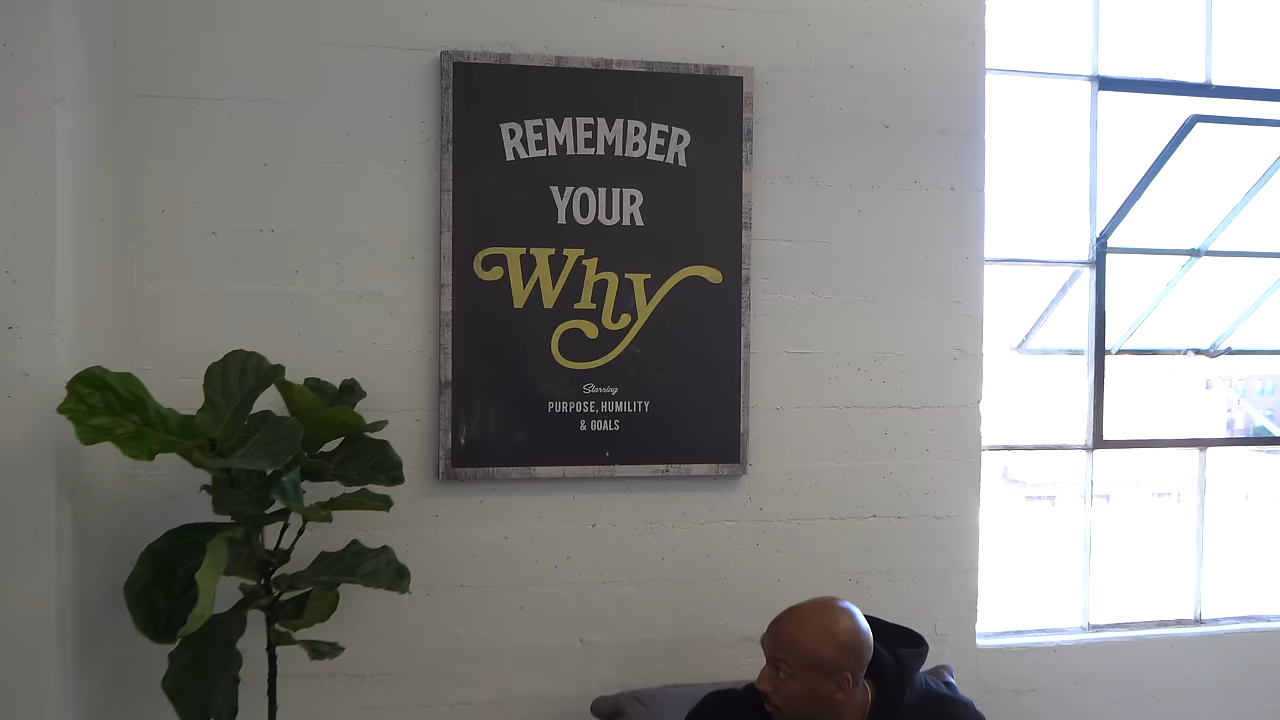 REMEMBER
YOUR
Why
Starring
PURPOSE, HUMILITY
& GOALS